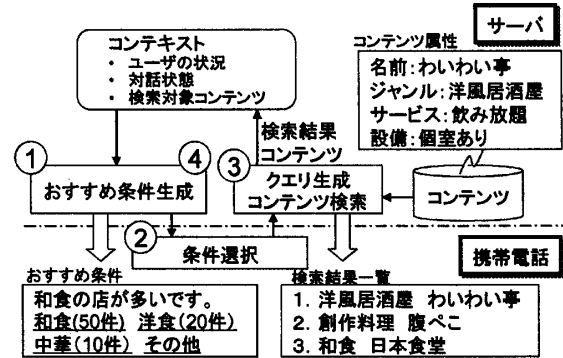 サーバ
コンテキスト
・ ユーザの状況
・ 対話状態
・ 検索対象コンテンツ
コンテンツ属性
名前：わいわい亭
ジャンル：洋風居酒屋
サービス：飲み放題
設備：個室あり
検索結果
コンテンツ
①
④
おすすめ条件生成
③
クエリ生成
コンテンツ検索
コンテンツ
②
条件選択
携帯電話
おすすめ条件
和食の店が多いです。
和食(50件) 洋食(20件)
中華(10件) その他
検索結果一覧
1. 洋風居酒屋 わいわい亭
2. 創作料理 腹ぺこ
3. 和食 日本食堂